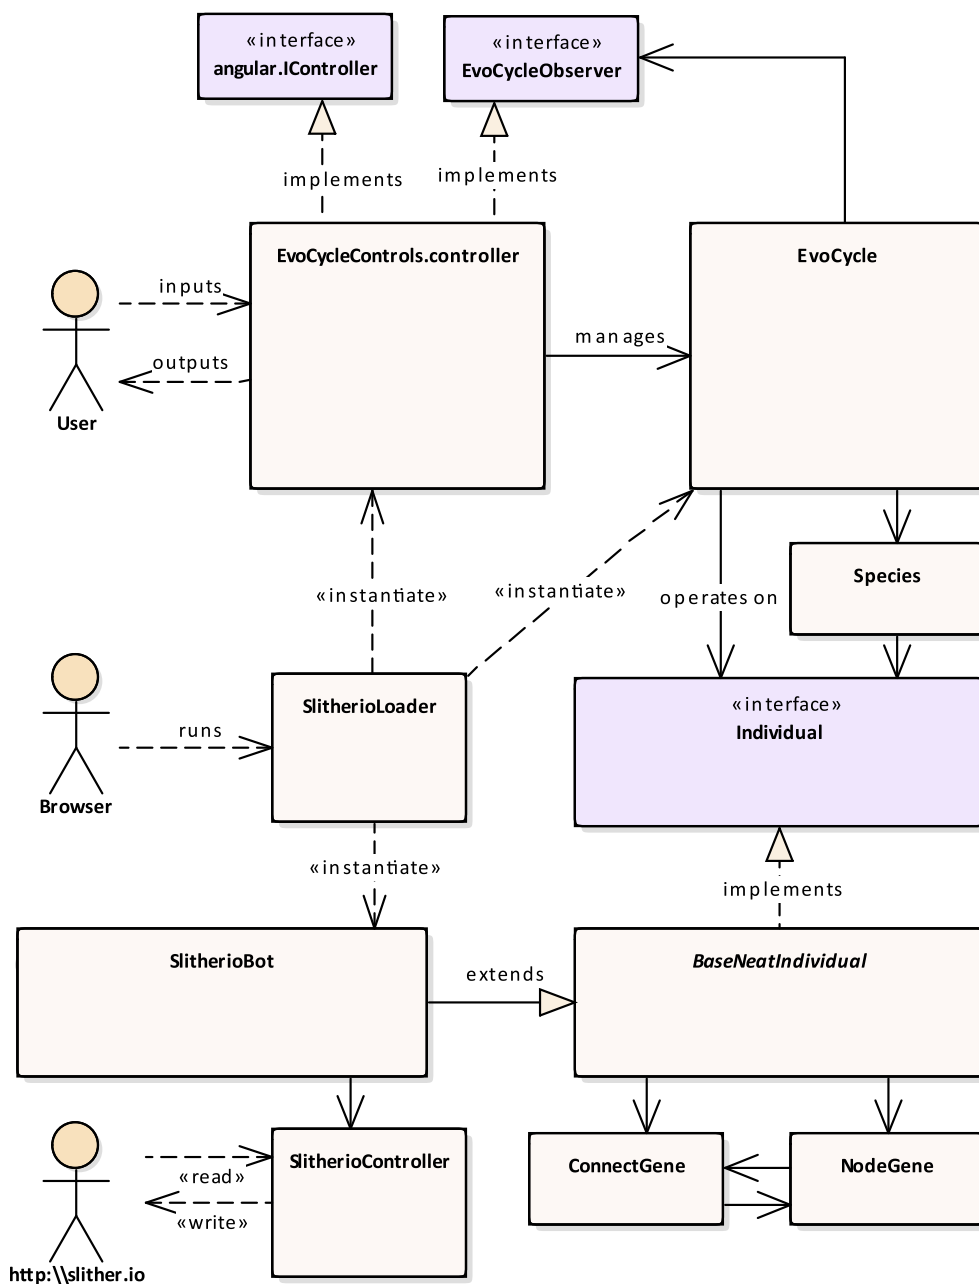 «interface»
angular.IController
«interface»
EvoCycleObserver
implements
implements
EvoCycleControls.controller
EvoCycle
inputs
manages
outputs
User
Species
«instantiate»
«instantiate»
operates on
SlitherioLoader
«interface»
Individual
runs
Browser
«instantiate»
implements
SlitherioBot
BaseNeatIndividual
extends
SlitherioController
ConnectGene
NodeGene
«read»
«write»
http:\\slither.io